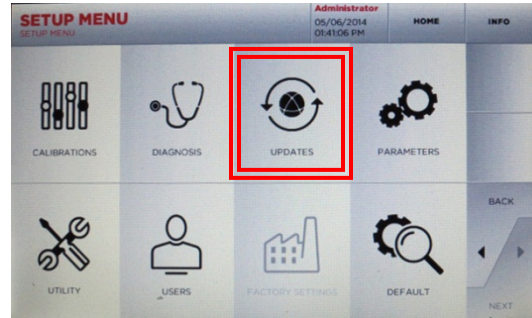 SETUP MENU
SETUP MENU
Administrator
05/06/2014
01:41:06 PM
HOME
INFO
CALIBRATIONS
DIAGNOSIS
UPDATES
PARAMETERS
BACK
UTILITY
USERS
FACTORY SETTINGS
DEFAULT
NEXT